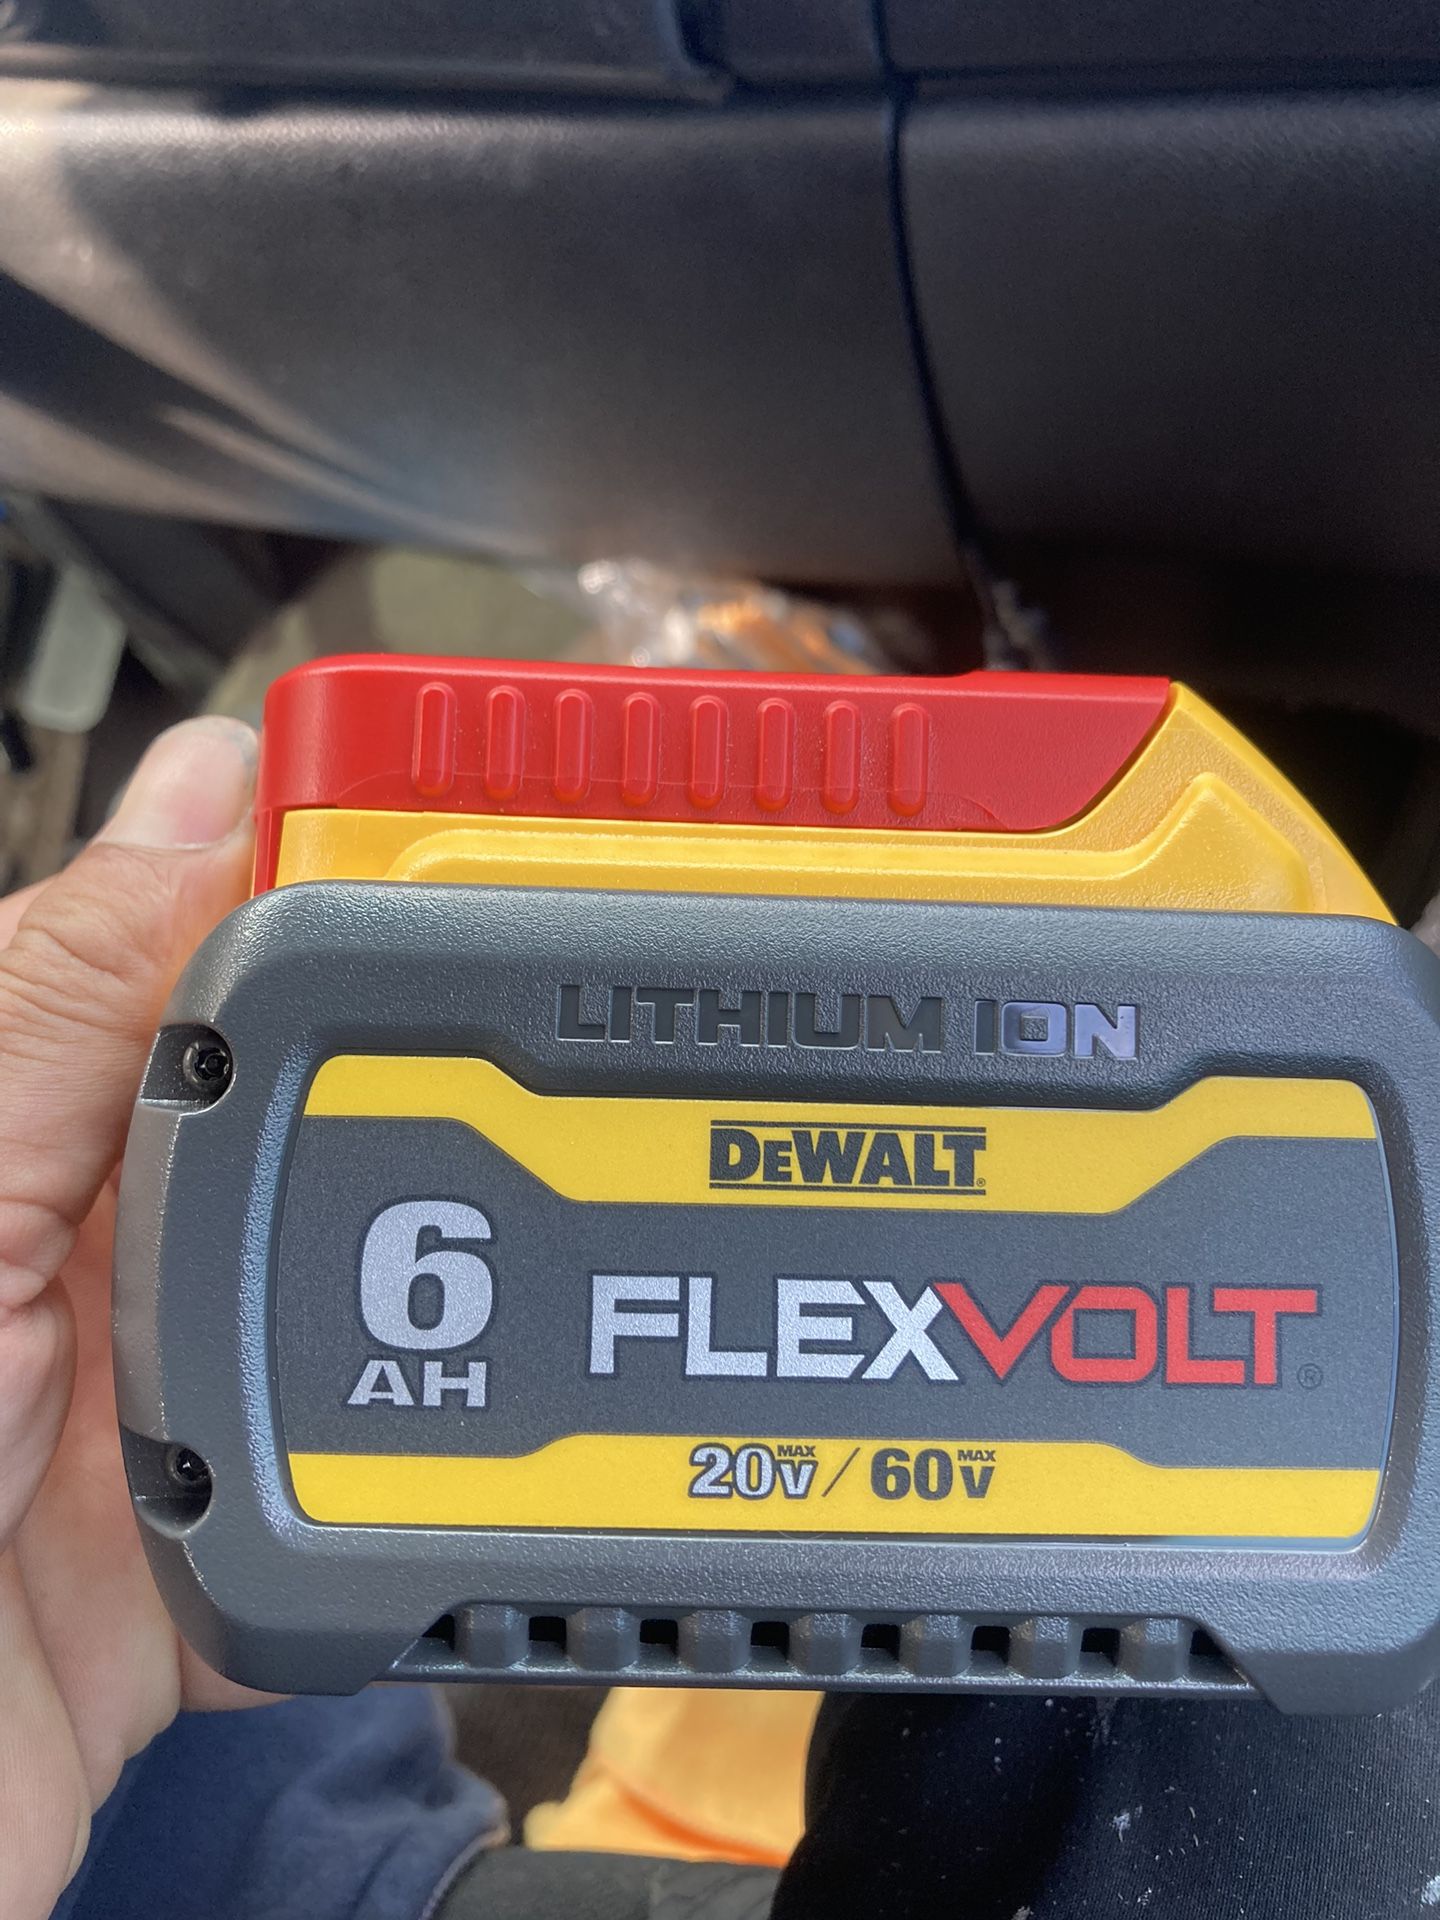 LITHIUM ION
DEWALT®
6
AH
FLEXVOLT®
20V MAX / 60V MAX